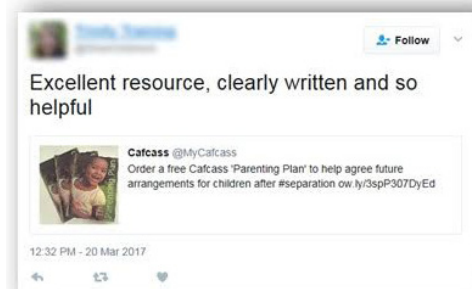 Follow
Excellent resource, clearly written and so
helpful
Cafcass @MyCafcass
Order a free Cafcass 'Parenting Plan' to help agree future
arrangements for children after #separation ow.ly/3spP307DyEd
12:32 PM - 20 Mar 2017